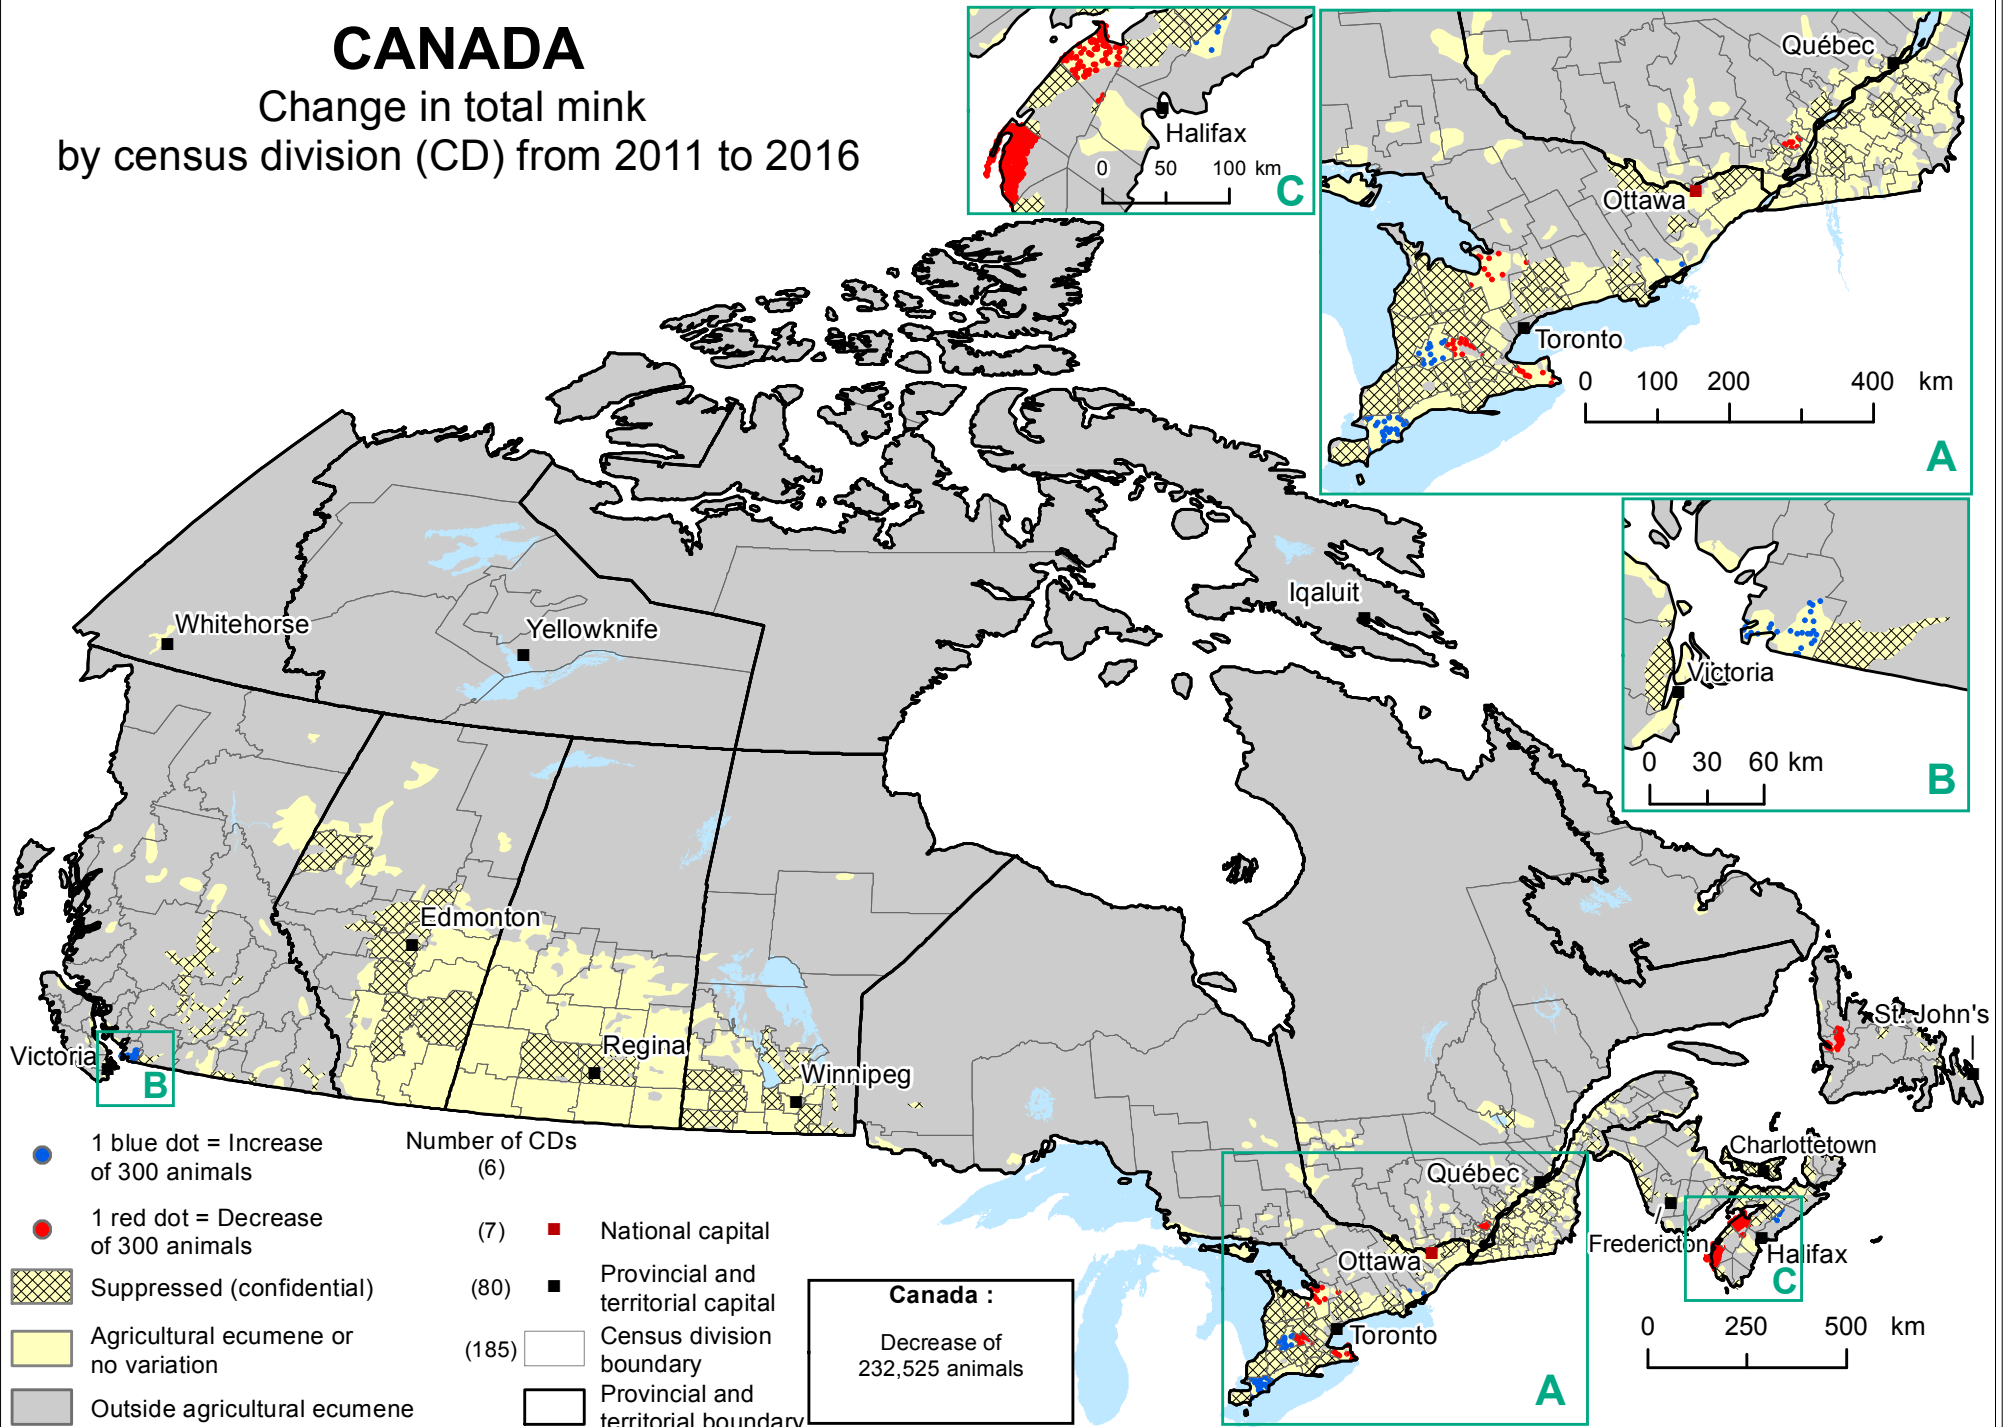 CANADA
Change in total mink
by census division (CD) from 2011 to 2016
Halifax
0 50 100 km
C
Québec
Ottawa
Toronto
0 100 200 400 km
A
Victoria
0 30 60 km
B
Whitehorse
Yellowknife
Iqaluit
Edmonton
Regina
Winnipeg
Victoria
B
St. John's
Charlottetown
Québec
Fredericton
Halifax
C
Ottawa
Toronto
A
0 250 500 km
Number of CDs
1 blue dot = Increase
of 300 animals
(6)
1 red dot = Decrease
of 300 animals
(7)
Suppressed (confidential)
(80)
Agricultural ecumene or
no variation
(185)
Outside agricultural ecumene
National capital
Provincial and
territorial capital
Census division
boundary
Provincial and
territorial boundary
Canada :
Decrease of
232,525 animals